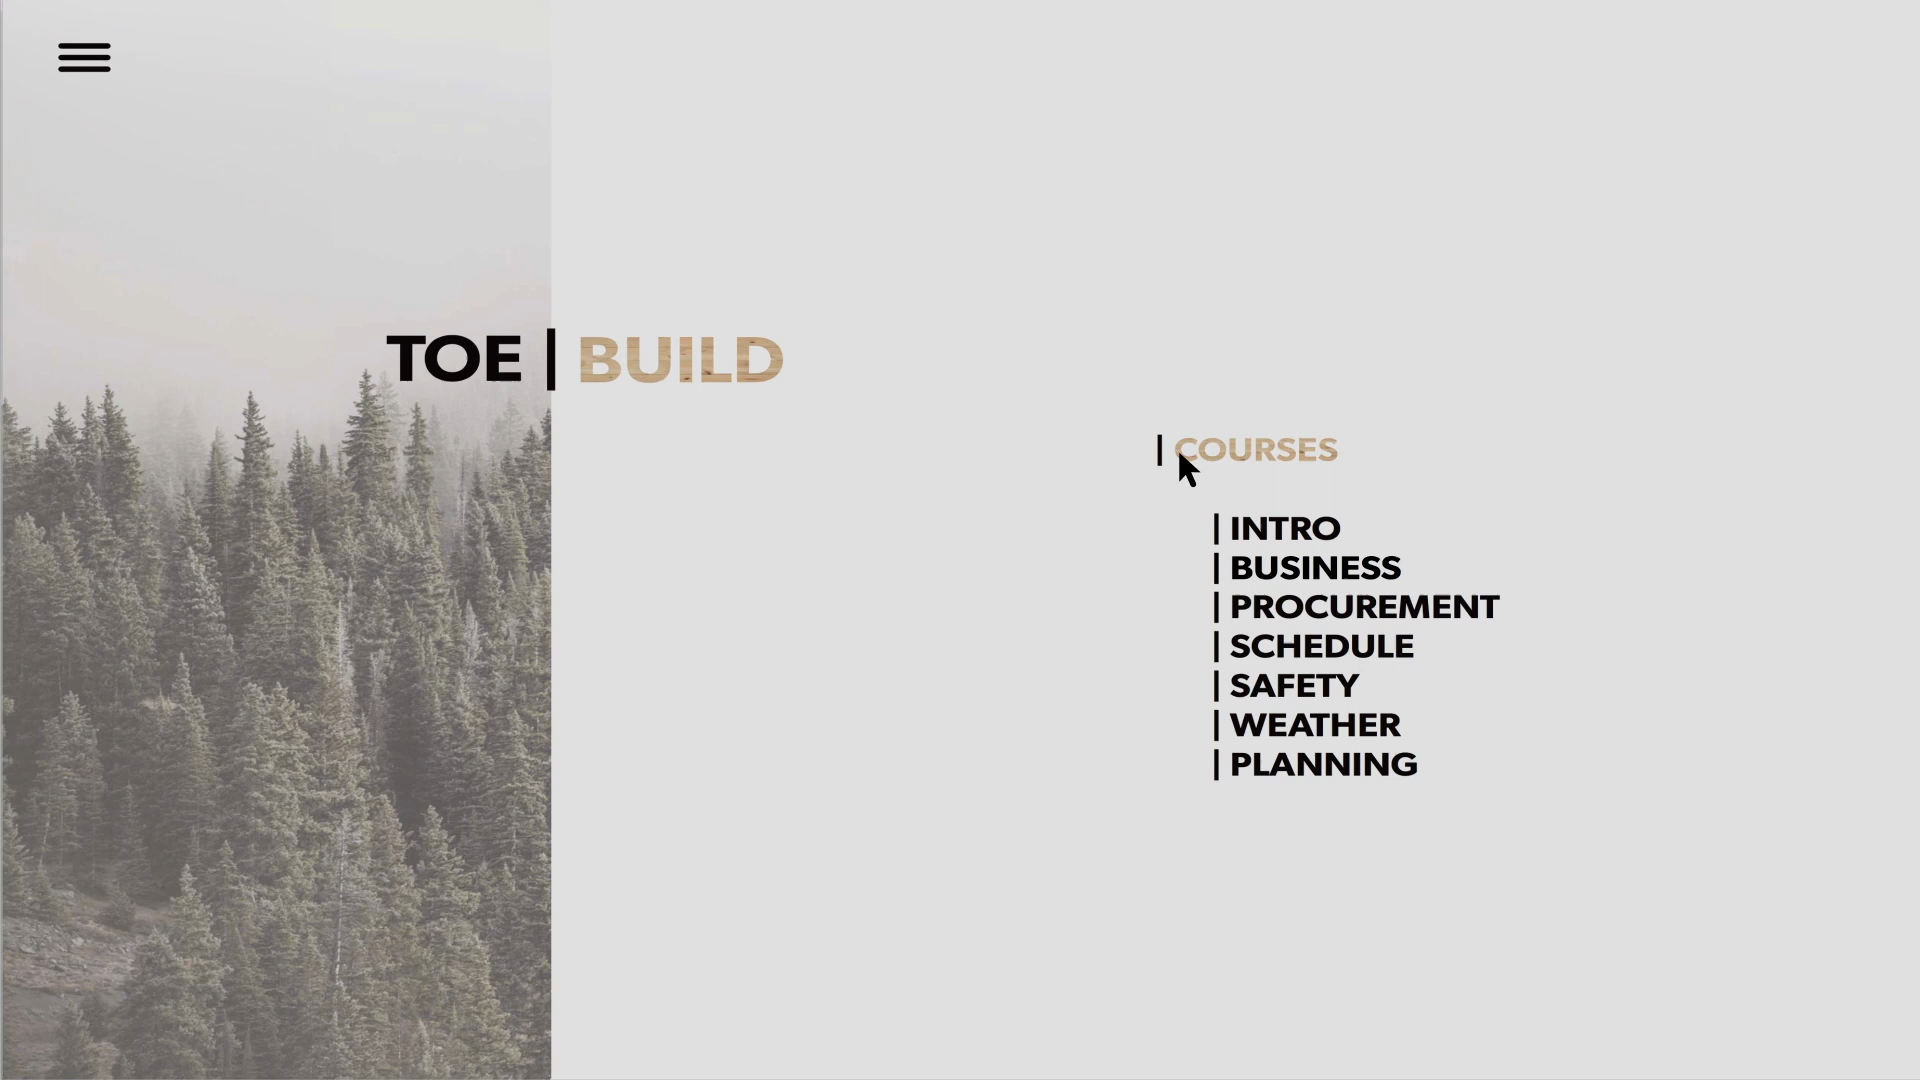 TOE | BUILD
| COURSES
| INTRO
| BUSINESS
| PROCUREMENT
| SCHEDULE
| SAFETY
| WEATHER
| PLANNING